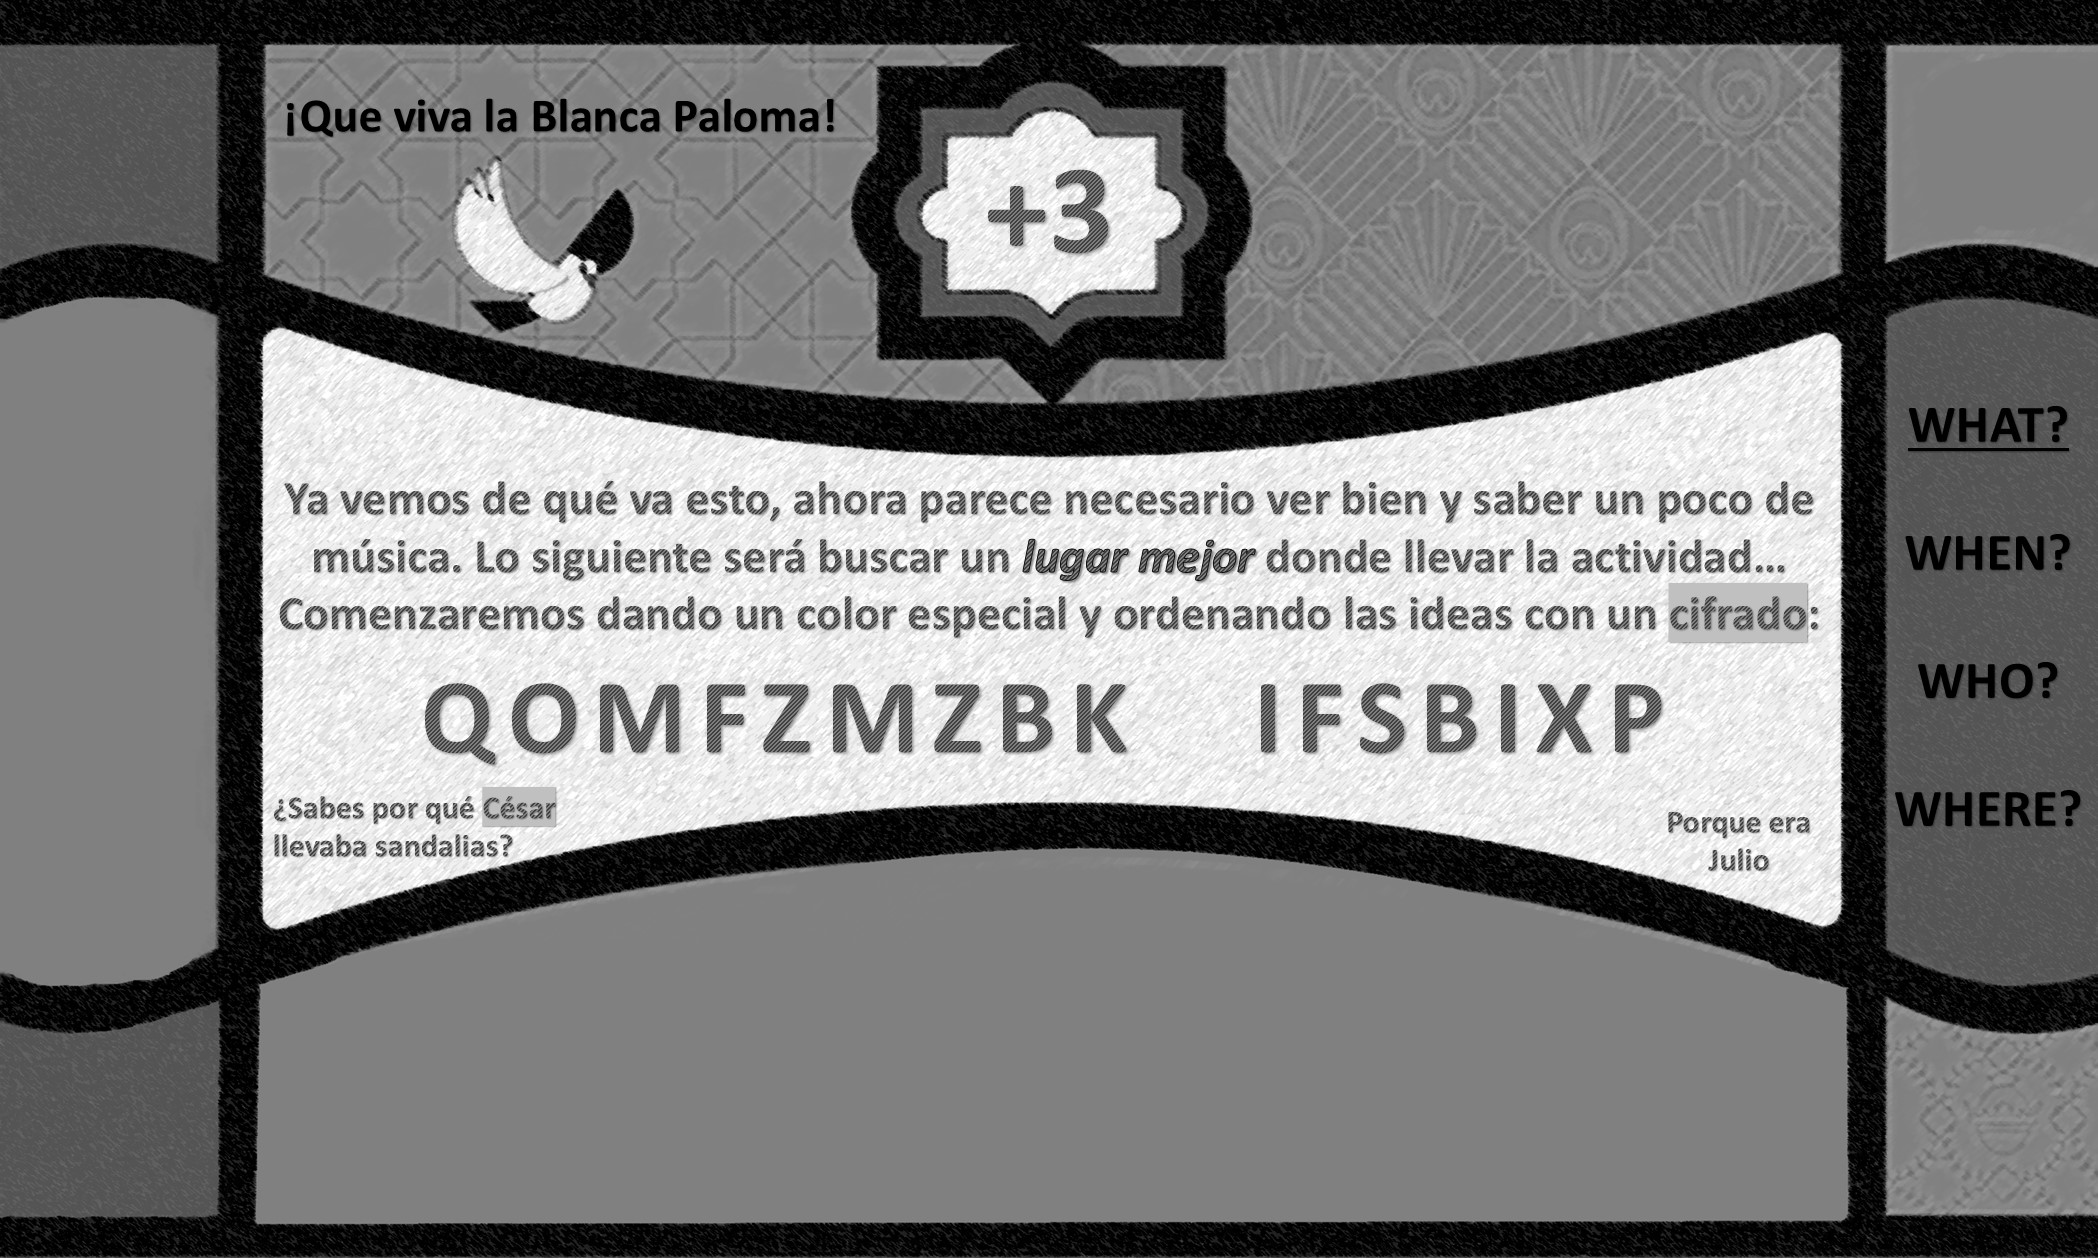 ¡Que viva la Blanca Paloma!
+3
Ya vemos de qué va esto, ahora parece necesario ver bien y saber un poco de
música. Lo siguiente será buscar un lugar mejor donde llevar la actividad...
Comenzaremos dando un color especial y ordenando las ideas con un cifrado:
QOMFZMZBK IFSBIXP
¿Sabes por qué César
llevaba sandalias?
Porque era
Julio
WHAT?
WHEN?
WHO?
WHERE?